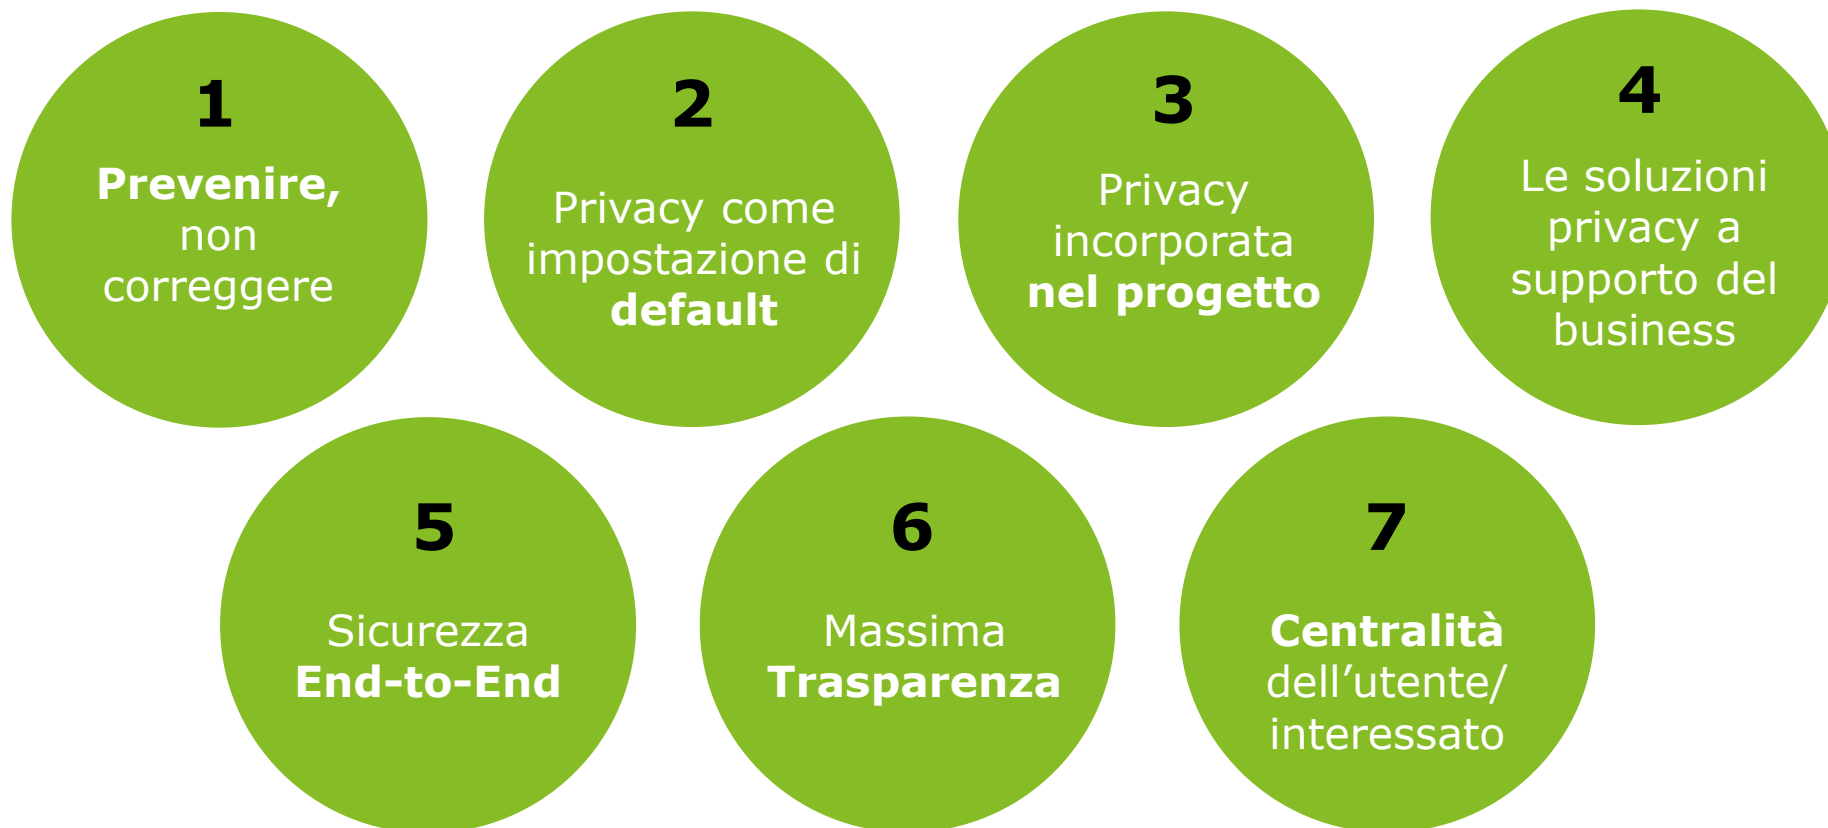 1
Prevenire,
non
correggere
2
Privacy come
impostazione di
default
3
Privacy
incorporata
nel progetto
4
Le soluzioni
privacy a
supporto del
business
5
Sicurezza
End-to-End
6
Massima
Trasparenza
7
Centralità
dell’utente/
interessato